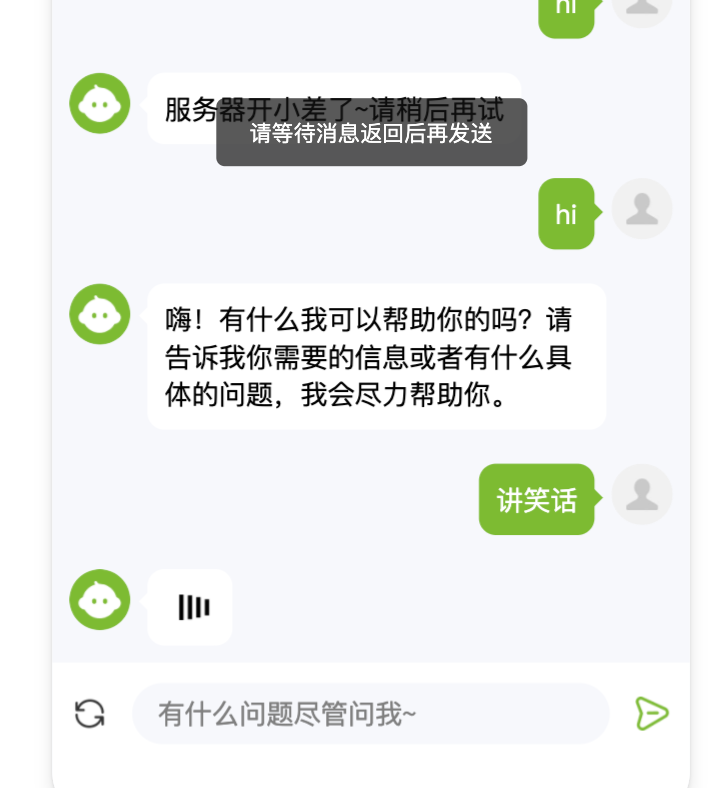 hi
服务器开小差了~请稍后再试
请等待消息返回后再发送
hi
嗨！有什么我可以帮助你的吗？请
告诉我你需要的信息或者有什么具
体的问题，我会尽力帮助你。
讲笑话
有什么问题尽管问我~